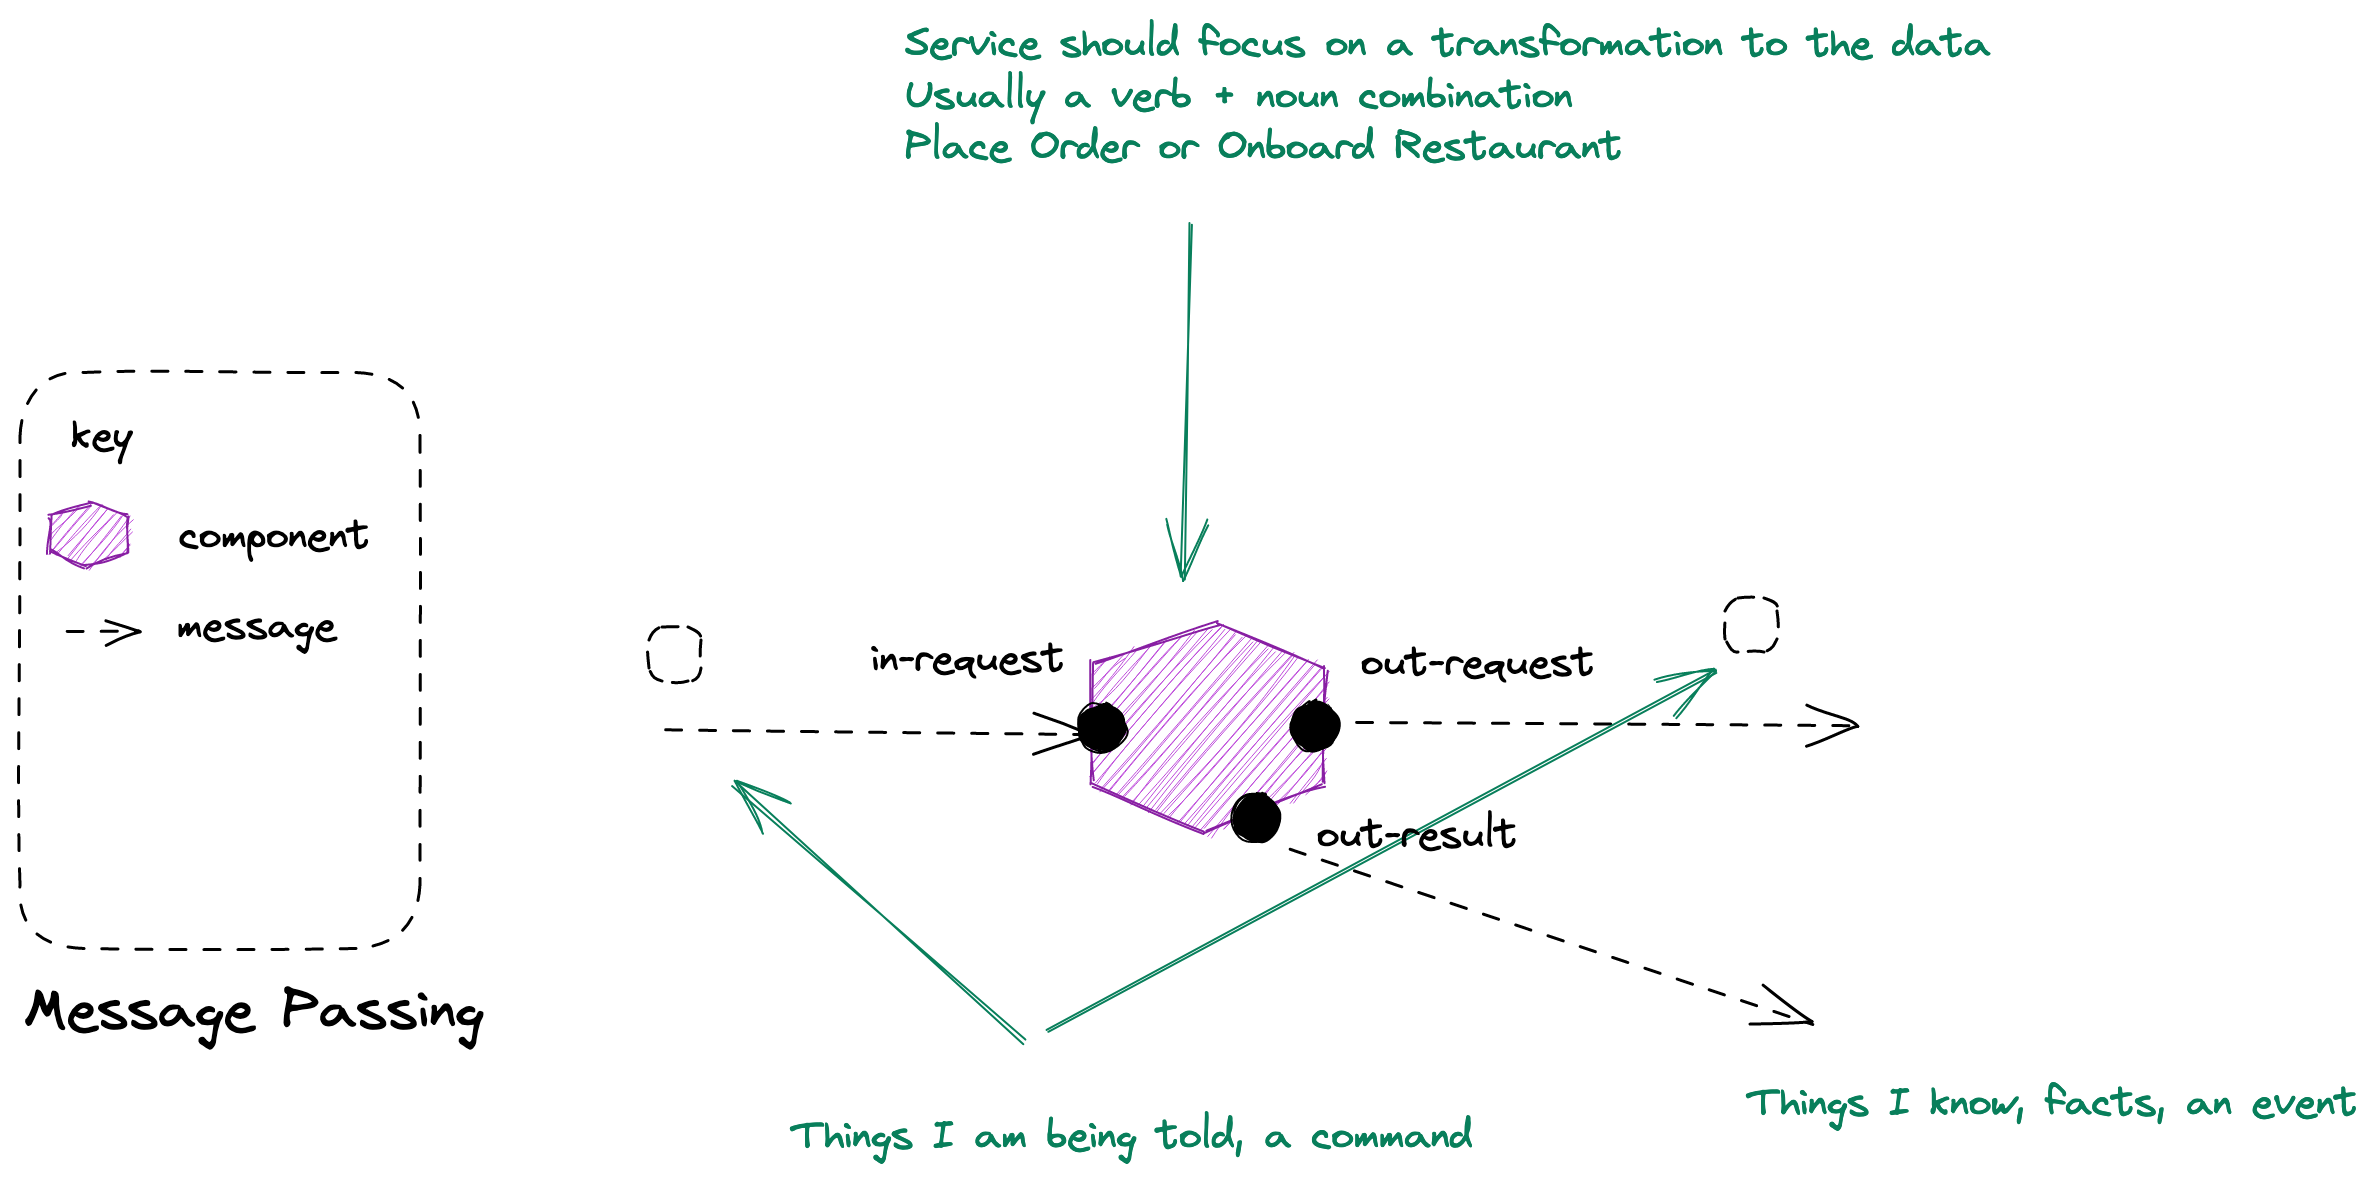 Service should focus on a transformation to the data
Usually a verb + noun combination
Place Order or Onboard Restaurant
key
component
message
Message Passing
in-request
out-request
out-result
Things I am being told, a command
Things I know, facts, an event